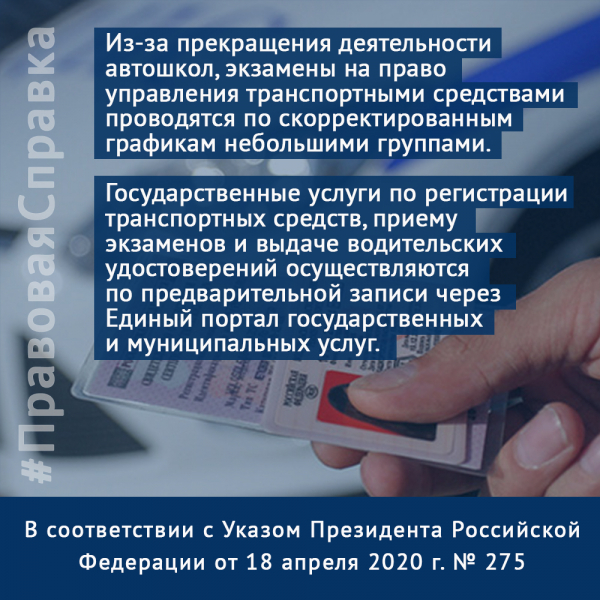 #ПравоваяСправка
Из-за прекращения деятельности
автошкол, экзамены на право
управления транспортными средствами
проводятся по скорректированным
графикам небольшими группами.
Государственные услуги по регистрации
транспортных средств, приему
экзаменов и выдаче водительских
удостоверений осуществляются
по предварительной записи через
Единый портал государственных
и муниципальных услуг.
В соответствии с Указом Президента Российской
Федерации от 18 апреля 2020 г. № 275